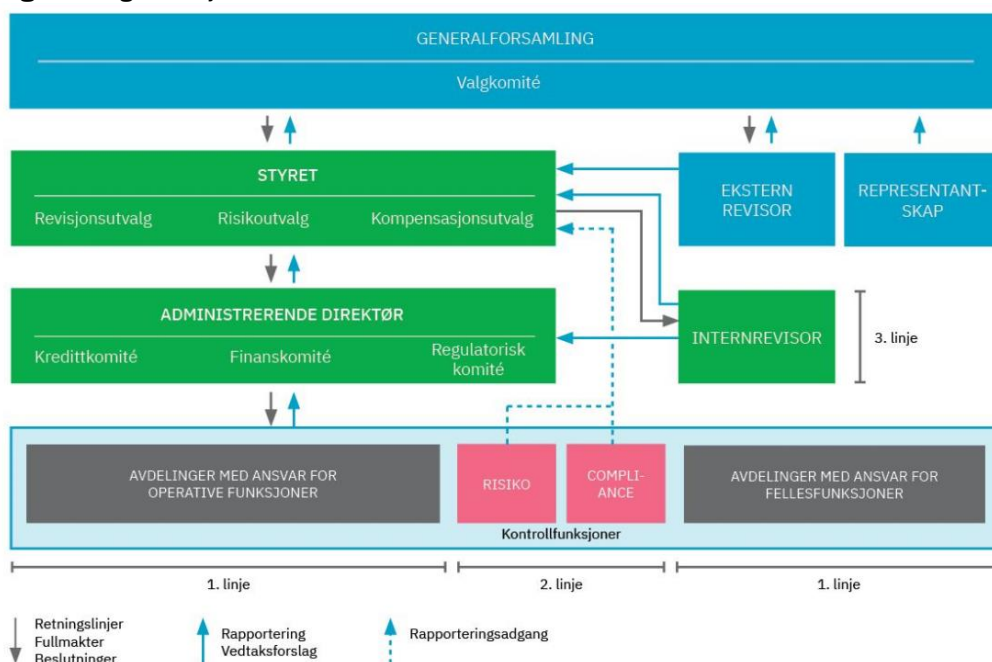 GENERALFORSAMLING
Valgkomité
STYRET
Revisjonsutvalg Risikoutvalg Kompensasjonsutvalg
EKSTERN
REVISOR
REPRESENTANT-
SKAP
ADMINISTRERENDE DIREKTØR
Kredittkomité Finanskomité Regulatorisk
komité
INTERNREVISOR
3. linje
AVDELINGER MED ANSVAR FOR
OPERATIVE FUNKSJONER
RISIKO
COMPLI-
ANCE
AVDELINGER MED ANSVAR FOR
FELLESFUNKSJONER
Kontrollfunksjoner
1. linje
2. linje
1. linje
Retningslinjer
Fullmakter
Beslutninger
Rapportering
Vedtaksforslag
Rapporteringsadgang